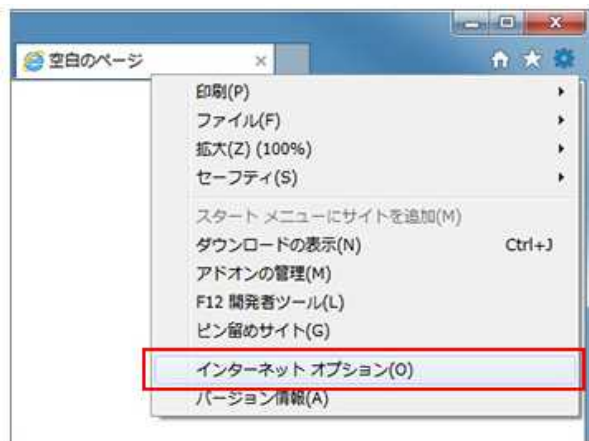 空白のページ
印刷(P)
ファイル(F)
拡大(Z) (100%)
セーフティ(S)
スタート メニューにサイトを追加(M)
ダウンロードの表示(N) Ctrl+J
アドオンの管理(M)
F12 開発者ツール(L)
ピン留めサイト(G)
インターネット オプション(O)
バージョン情報(A)